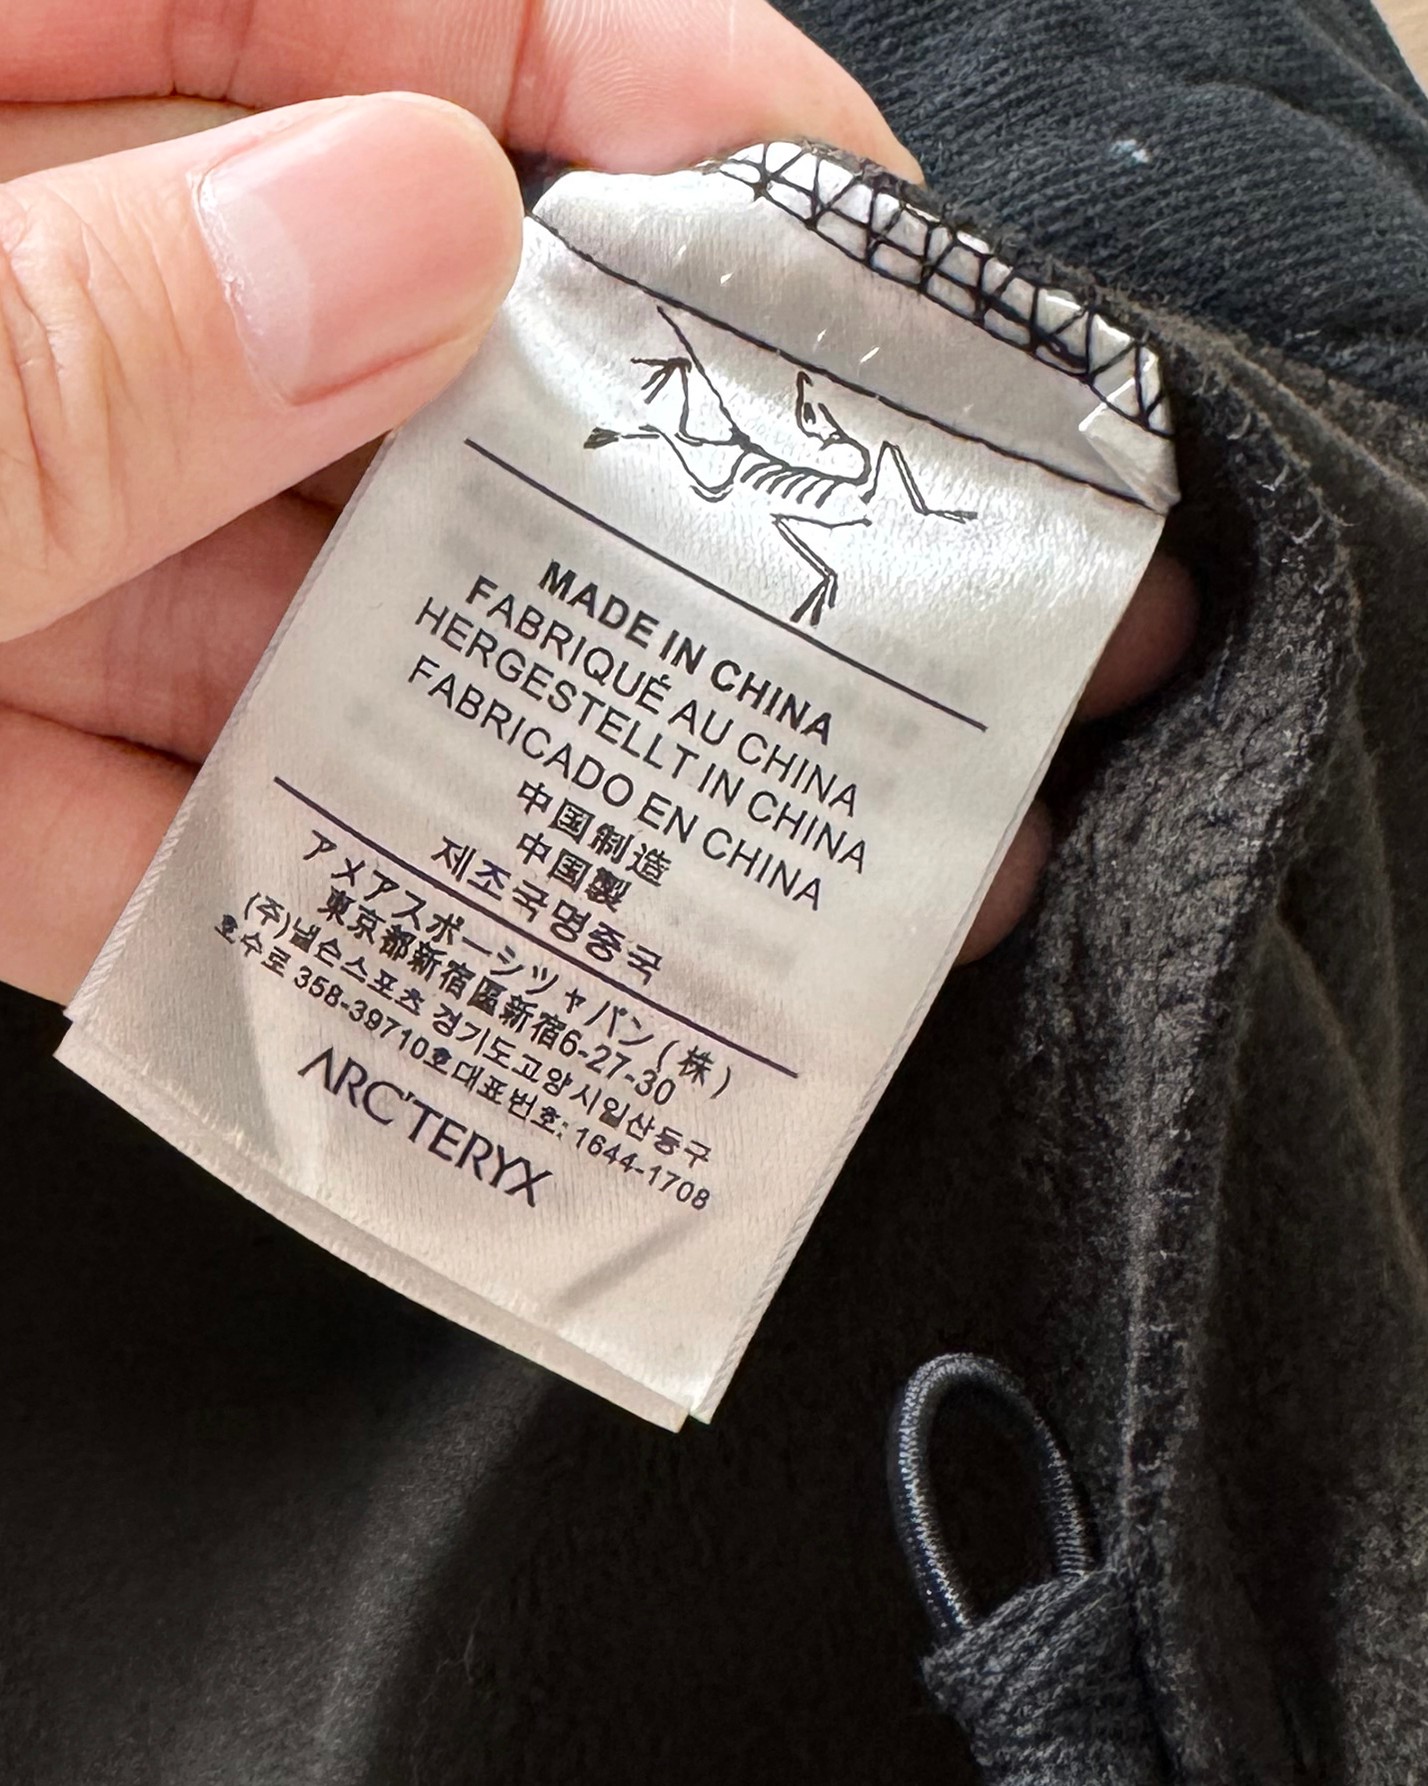 MADE IN CHINA
FABRIQUÉ AU CHINA
HERGESTELLT IN CHINA
FABRICADO EN CHINA
中国制造
中国製
제조국명중국
アメアスポーシツャパン(株)
東京都新宿區新宿6-27-30
(주)넬슨스포츠 경기도고양시일산동구
호수로 358-39710호대표번호: 1644-1708
ARC'TERYX